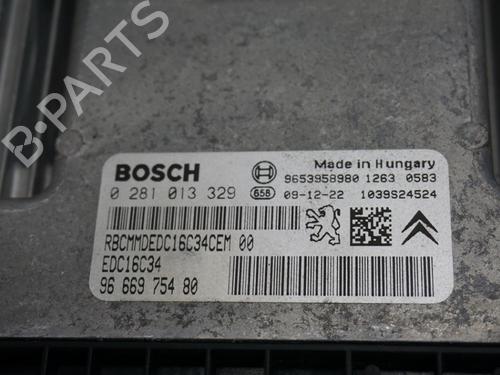 B-PARTS
BOSCH
Made in Hungary
9653958980 1263 0583
0 281 013 329
658 09-12-22 1039S24524
RBCMMDEDC16C34CEM 00
EDC16C34
96 669 754 80